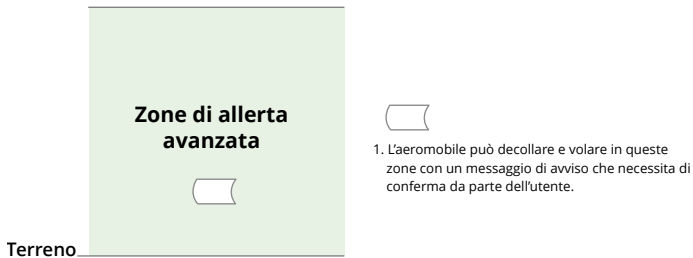 Zone di allerta
avanzata
Terreno
1. L'aeromobile può decollare e volare in queste
zone con un messaggio di avviso che necessita di
conferma da parte dell'utente.